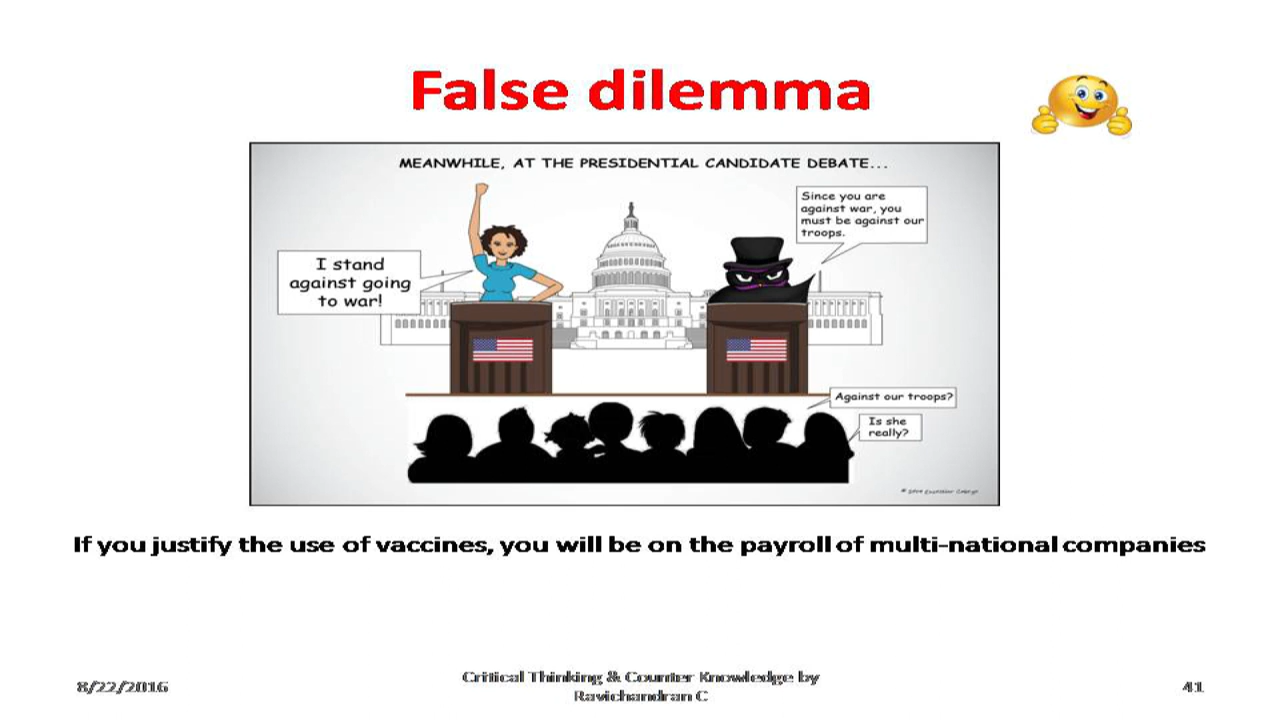 False dilemma
MEANWHILE, AT THE PRESIDENTIAL CANDIDATE DEBATE...
I stand
against going
to war!
Since you are
against war, you
must be against our
troops.
Against our troops?
Is she
really?
If you justify the use of vaccines, you will be on the payroll of multi-national companies
8/22/2016
Critical Thinking & Counter Knowledge by
Ravichandran C
41